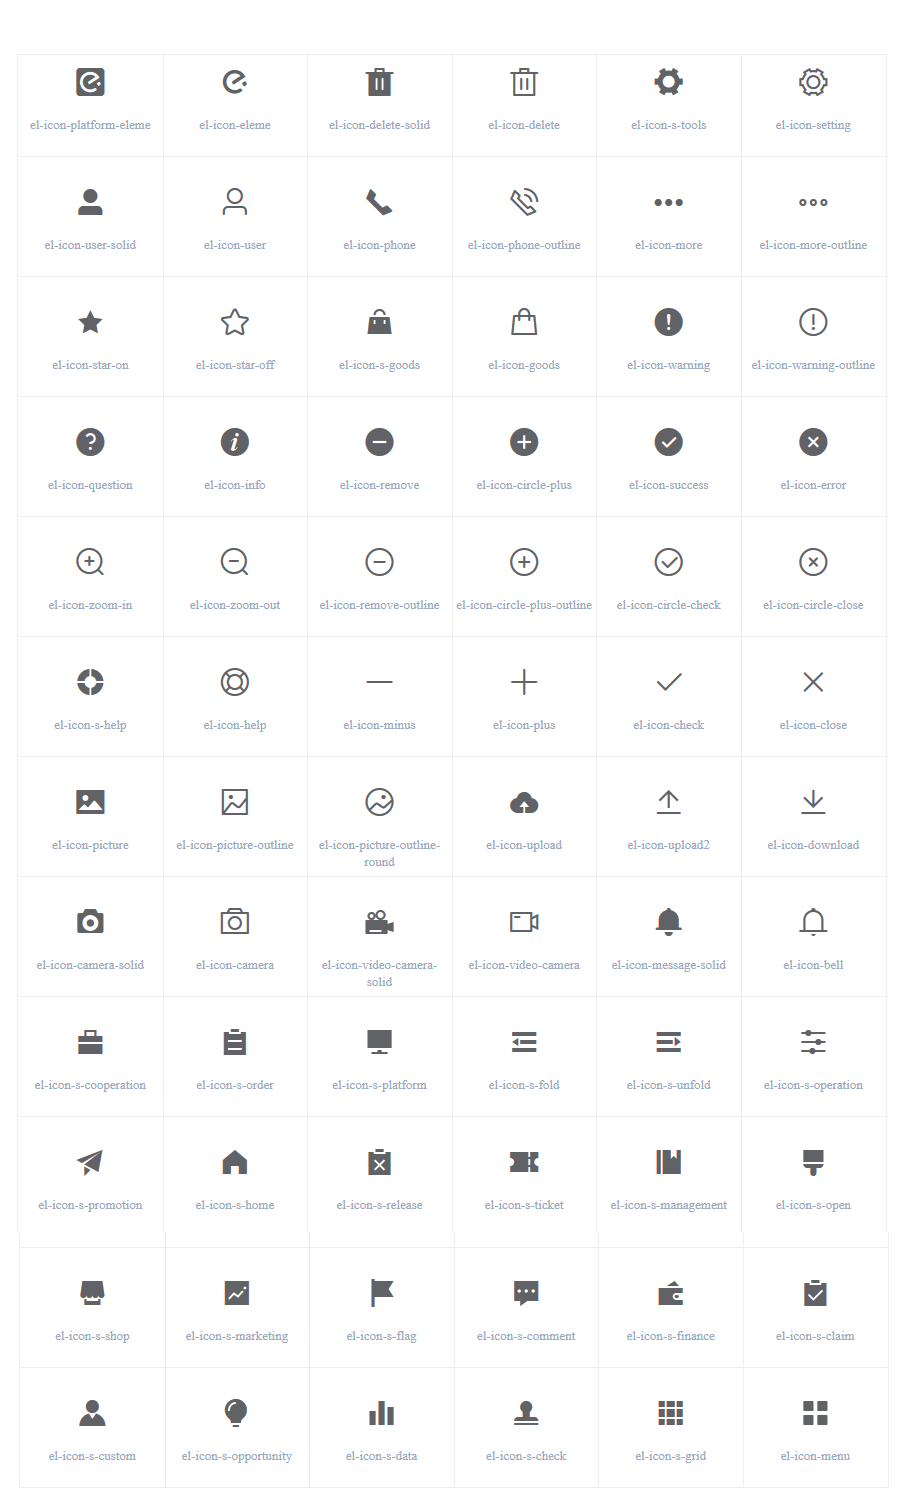 el-icon-platform-eleme el-icon-eleme el-icon-delete-solid el-icon-delete el-icon-s-tools el-icon-setting
el-icon-user-solid el-icon-user el-icon-phone el-icon-phone-outline el-icon-more el-icon-more-outline
el-icon-star-on el-icon-star-off el-icon-s-goods el-icon-goods el-icon-warning el-icon-warning-outline
el-icon-question el-icon-info el-icon-remove el-icon-circle-plus el-icon-success el-icon-error
el-icon-zoom-in el-icon-zoom-out el-icon-remove-outline el-icon-circle-plus-outline el-icon-circle-check el-icon-circle-close
el-icon-s-help el-icon-help el-icon-minus el-icon-plus el-icon-check el-icon-close
el-icon-picture el-icon-picture-outline el-icon-picture-outline- el-icon-upload el-icon-upload2 el-icon-download
round
el-icon-camera-solid el-icon-camera el-icon-video-camera- el-icon-video-camera el-icon-message-solid el-icon-bell
solid
el-icon-s-cooperation el-icon-s-order el-icon-s-platform el-icon-s-fold el-icon-s-unfold el-icon-s-operation
el-icon-s-promotion el-icon-s-home el-icon-s-release el-icon-s-ticket el-icon-s-management el-icon-s-open
el-icon-s-shop el-icon-s-marketing el-icon-s-flag el-icon-s-comment el-icon-s-finance el-icon-s-claim
el-icon-s-custom el-icon-s-opportunity el-icon-s-data el-icon-s-check el-icon-s-grid el-icon-menu